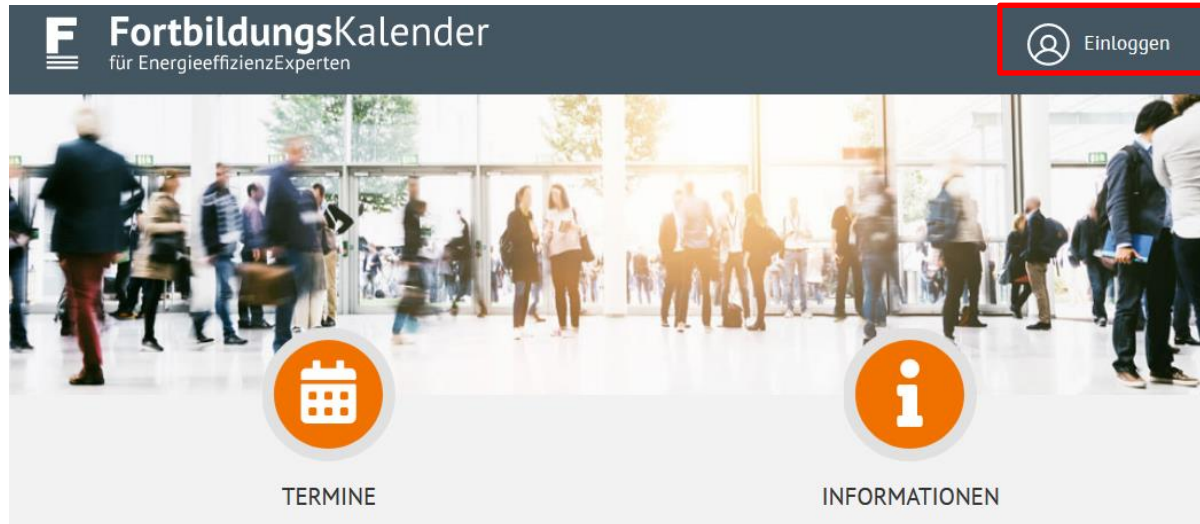 FortbildungsKalender
für EnergieeffizienzExperten
Einloggen
TERMINE
INFORMATIONEN